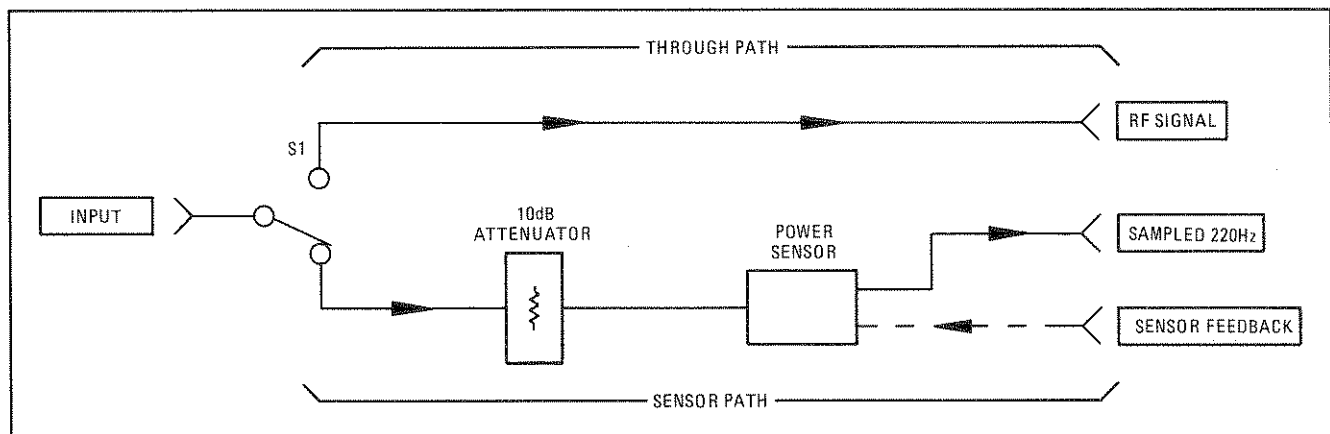 THROUGH PATH
RF SIGNAL
S1
INPUT
10dB
ATTENUATOR
POWER
SENSOR
SAMPLED 220Hz
SENSOR FEEDBACK
SENSOR PATH